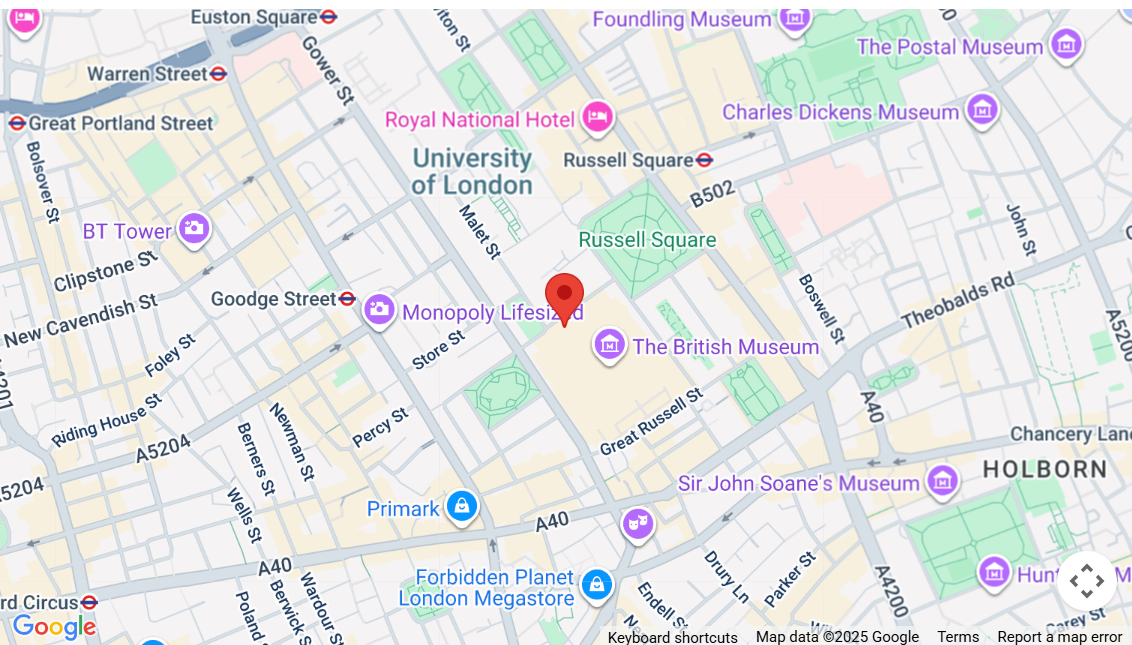 Euston Square
Foundling Museum
The Postal Museum
Warren Street
Gower St
Charles Dickens Museum
Royal National Hotel
Great Portland Street
University
of London
Russell Square
B502
Bolsover St
Malet St
John St
BT Tower
Russell Square
Clipstone St
Goodge Street
Monopoly Lifesized
Boswell St
Theobalds Rd
New Cavendish St
Foley St
Store St
The British Museum
A5200
Riding House St
Newman St
Percy St
Great Russell St
A40
A5204
Berners St
Chancery Lane
HOLBORN
Sir John Soane's Museum
Wells St
Primark
A40
A40
Forbidden Planet
London Megastore
Drury Ln
Parker St
A4200
Berwick S
Wardour St
Poland
Endell St
Carey St
Google
Keyboard shortcuts
Map data ©2025 Google
Terms
Report a map error